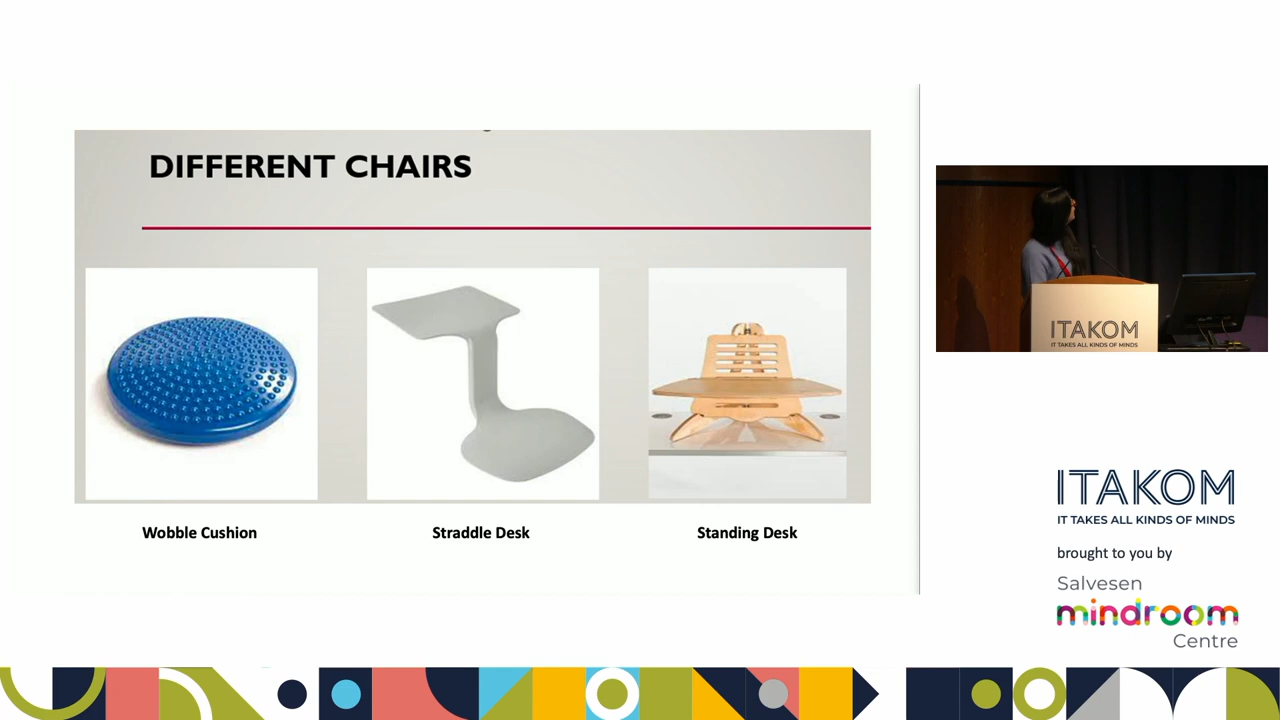 DIFFERENT CHAIRS
Wobble Cushion
Straddle Desk
Standing Desk
ITAKOM
IT TAKES ALL KINDS OF MINDS
ITAKOM
IT TAKES ALL KINDS OF MINDS
brought to you by
Salvesen
mindroom
Centre